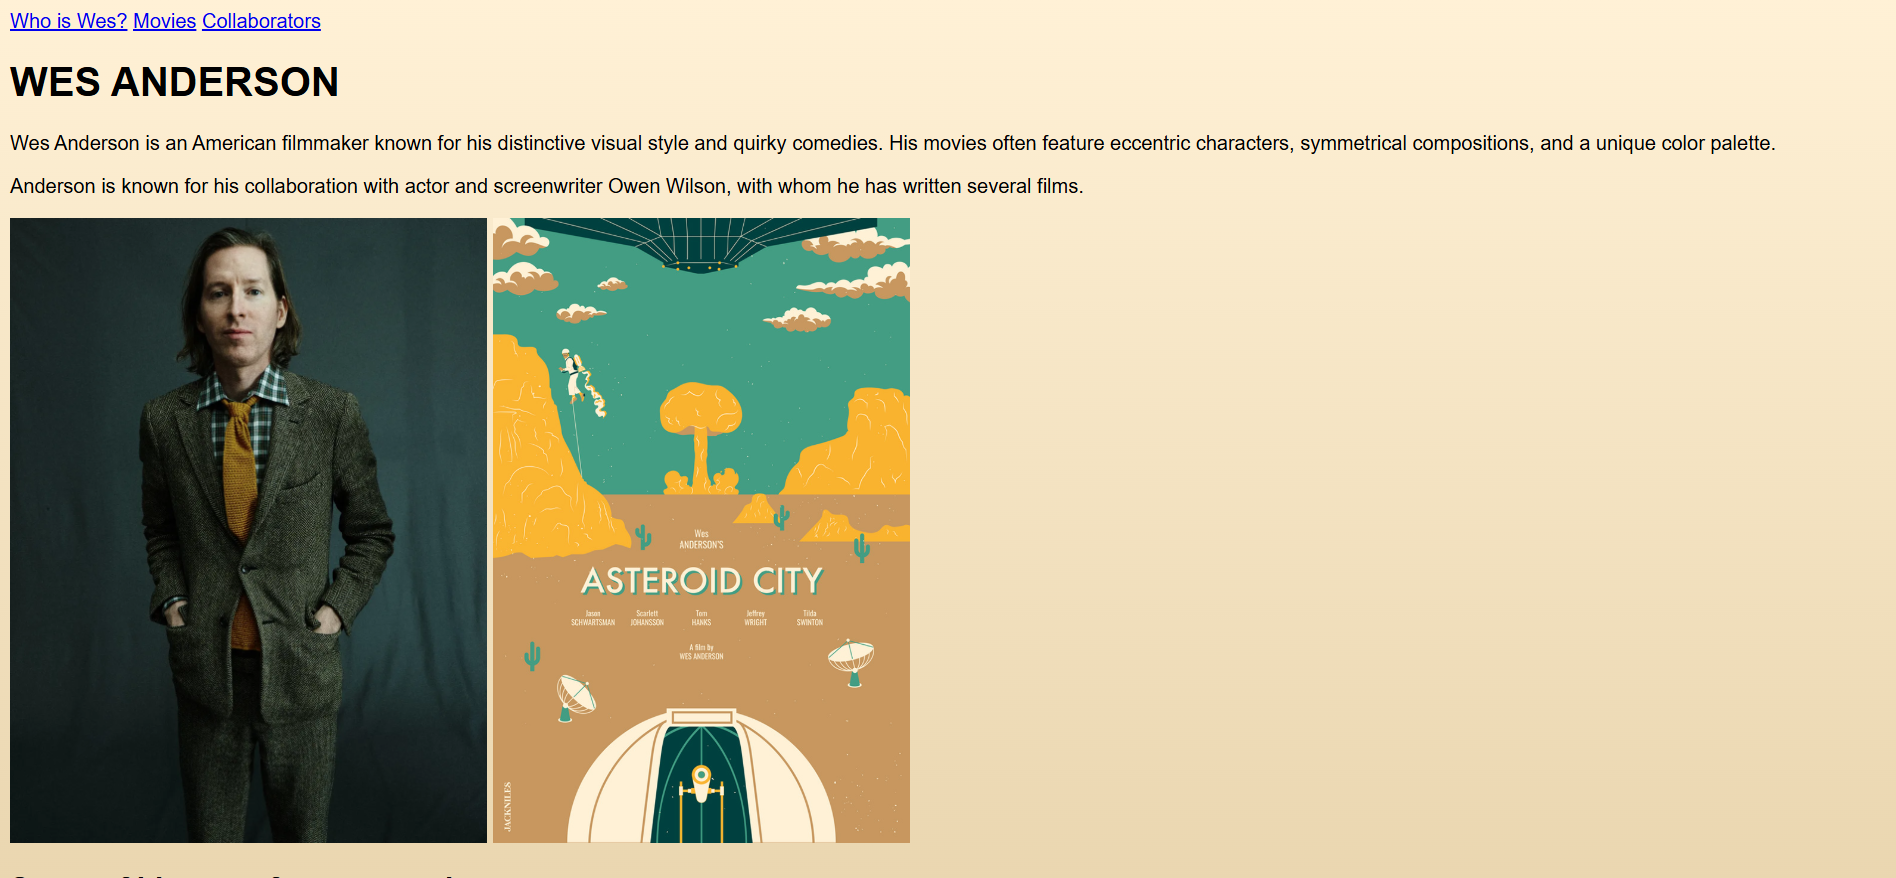 Who is Wes? Movies Collaborators
WES ANDERSON
Wes Anderson is an American filmmaker known for his distinctive visual style and quirky comedies. His movies often feature eccentric characters, symmetrical compositions, and a unique color palette.
Anderson is known for his collaboration with actor and screenwriter Owen Wilson, with whom he has written several films.
Wes
ANDERSON'S
ASTEROID CITY
Jason Scarlett Tom Jeffrey Tilda
SCHWARTSMAN JOHANSSON HANKS WRIGHT SWINTON
A film by
WES ANDERSON
JACKNILES